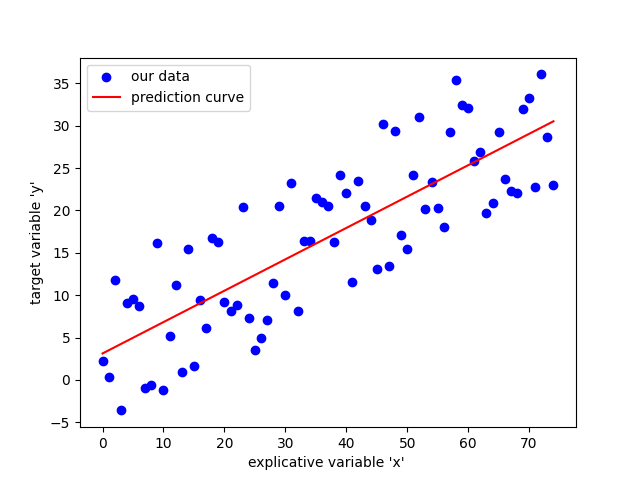 our data
prediction curve
35
30
25
20
15
10
5
0
−5
target variable 'y'
0 10 20 30 40 50 60 70
explicative variable 'x'